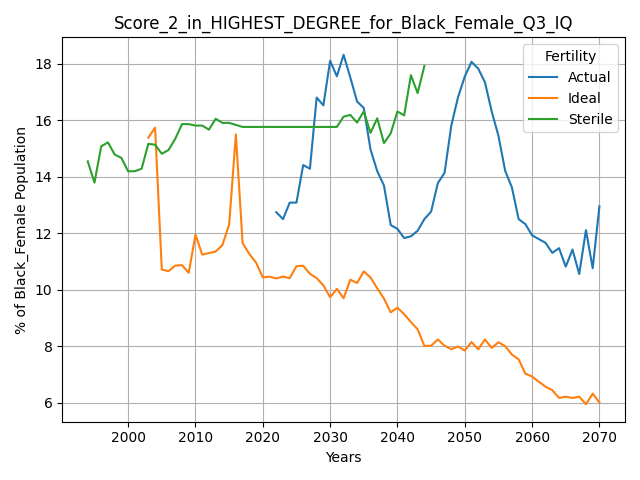 Score_2_in_HIGHEST_DEGREE_for_Black_Female_Q3_IQ
% of Black_Female Population
18
16
14
12
10
8
6
Fertility
Actual
Ideal
Sterile
2000 2010 2020 2030 2040 2050 2060 2070
Years